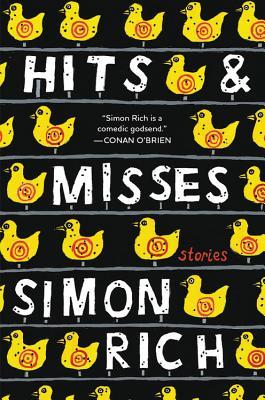 HITS &
"Simon Rich is a
comedic godsend."
—CONAN O'BRIEN
MISSES
stories
SIMON
RICH